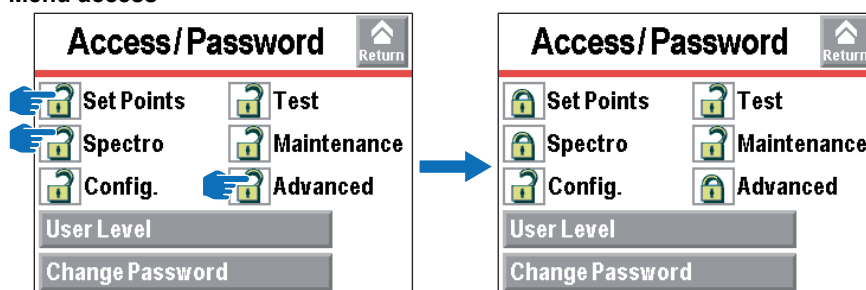 Menu access
Access/Password
Return
Set Points
Test
Spectro
Maintenance
Config.
Advanced
User Level
Change Password
Access/Password
Return
Set Points
Test
Spectro
Maintenance
Config.
Advanced
User Level
Change Password